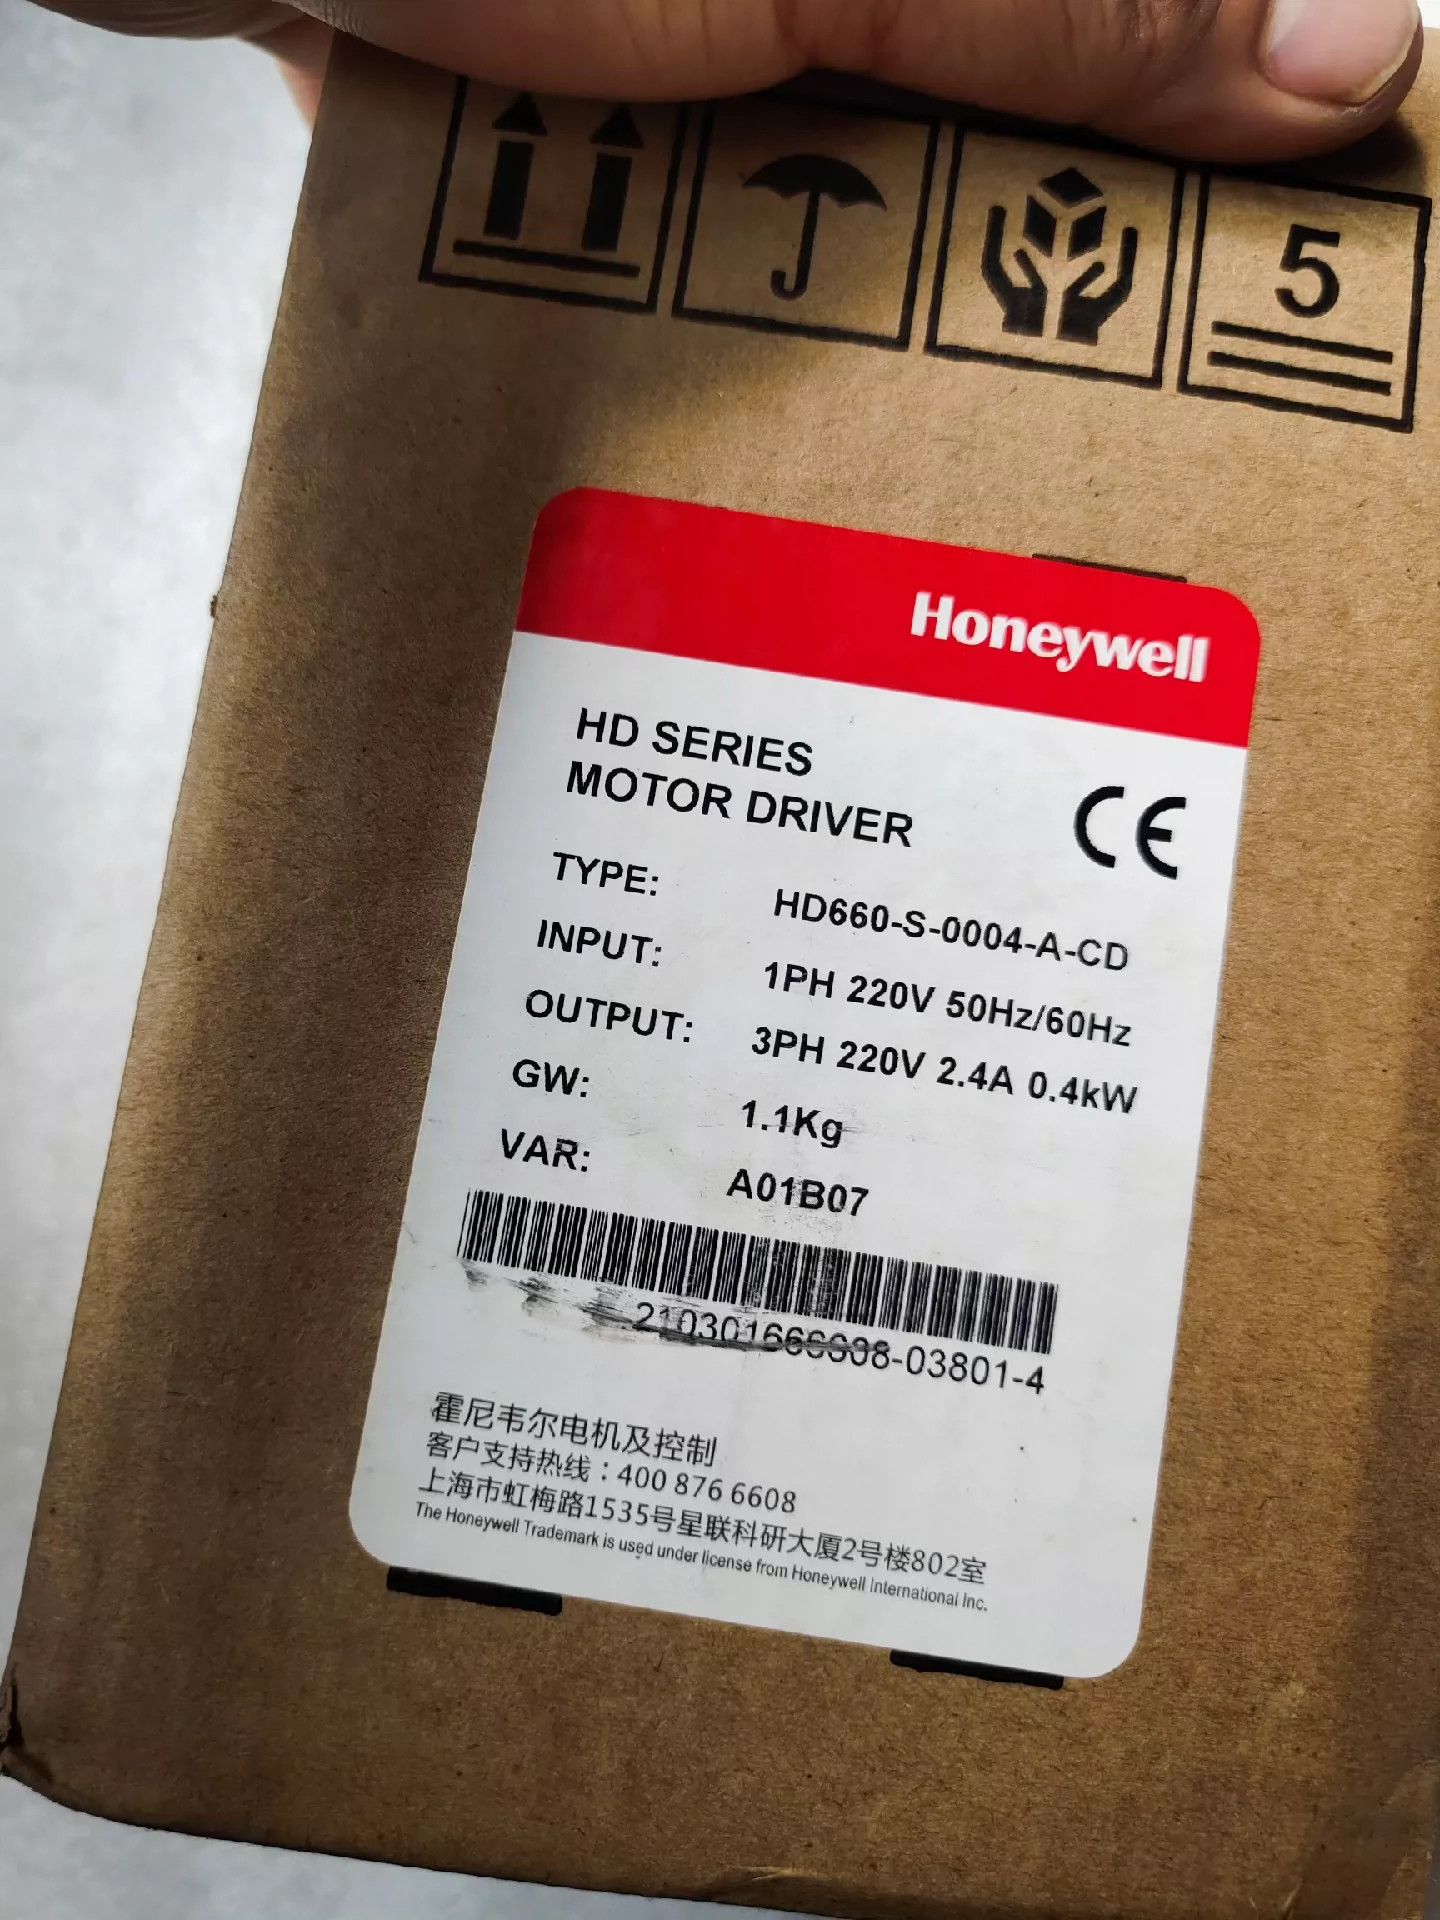 5
Honeywell
HD SERIES
MOTOR DRIVER
CE
TYPE: HD660-S-0004-A-CD
INPUT: 1PH 220V 50Hz/60Hz
OUTPUT: 3PH 220V 2.4A 0.4kW
GW: 1.1Kg
VAR: A01B07
霍尼韦尔电机及控制
客户支持热线：400 876 6608
上海市虹梅路1535号星联科研大厦2号楼802室
The Honeywell Trademark is used under license from Honeywell International Inc.